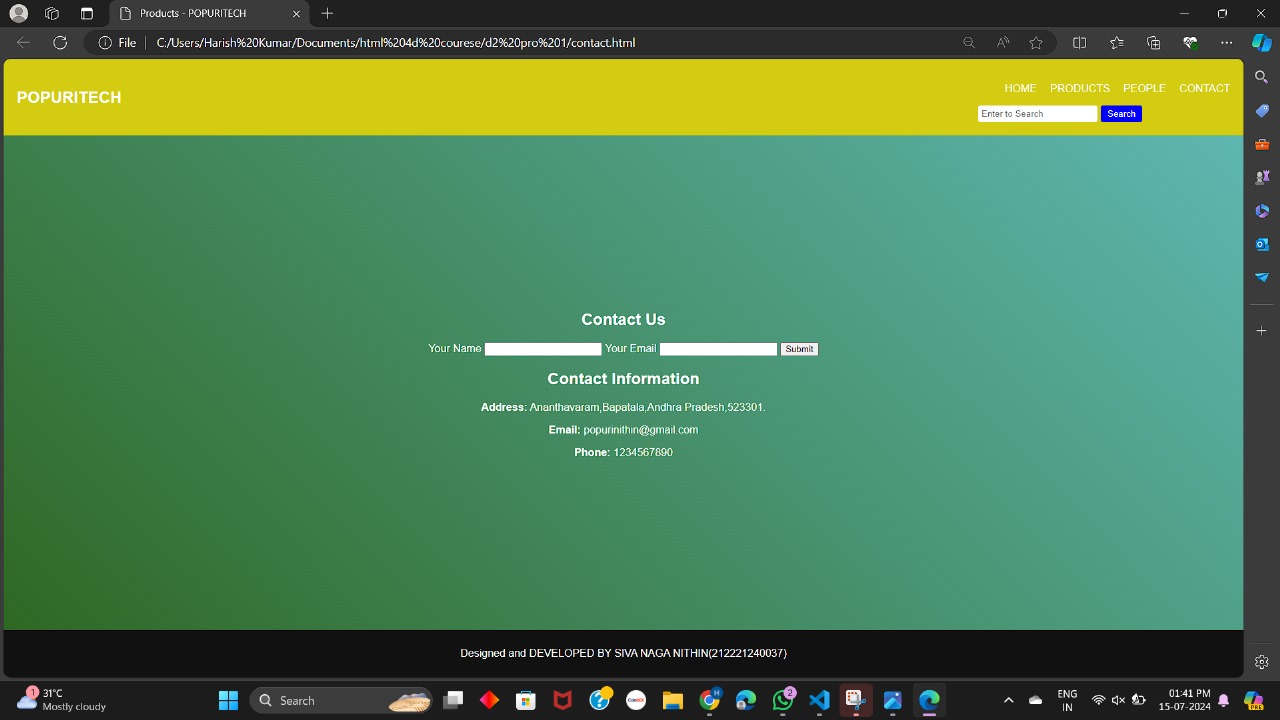 Products - POPURITECH
File
C:/Users/Harish%20Kumar/Documents/html%204d%20courese/d2%20pro%201/contact.html
POPURITECH
HOME PRODUCTS PEOPLE CONTACT
Enter to Search Search
Contact Us
Your Name Your Email Submit
Contact Information
Address: Ananthavaram,Bapatala,Andhra Pradesh,523301.
Email: popurinithin@gmail.com
Phone: 1234567890
Designed and DEVELOPED BY SIVA NAGA NITHIN(212221240037)
1
31°C
Mostly cloudy
Search
H
2
ENG
IN
01:41 PM
15-07-2024
PRE